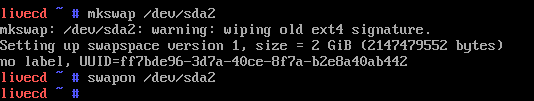 livecd ~ # mkswap /dev/sda2
mkswap: /dev/sda2: warning: wiping old ext4 signature.
Setting up swapspace version 1, size = 2 GiB (2147479552 bytes)
no label, UUID=ff7bde96-3d7a-40ce-8f7a-b2e8a40ab442
livecd ~ # swapon /dev/sda2
livecd ~ #